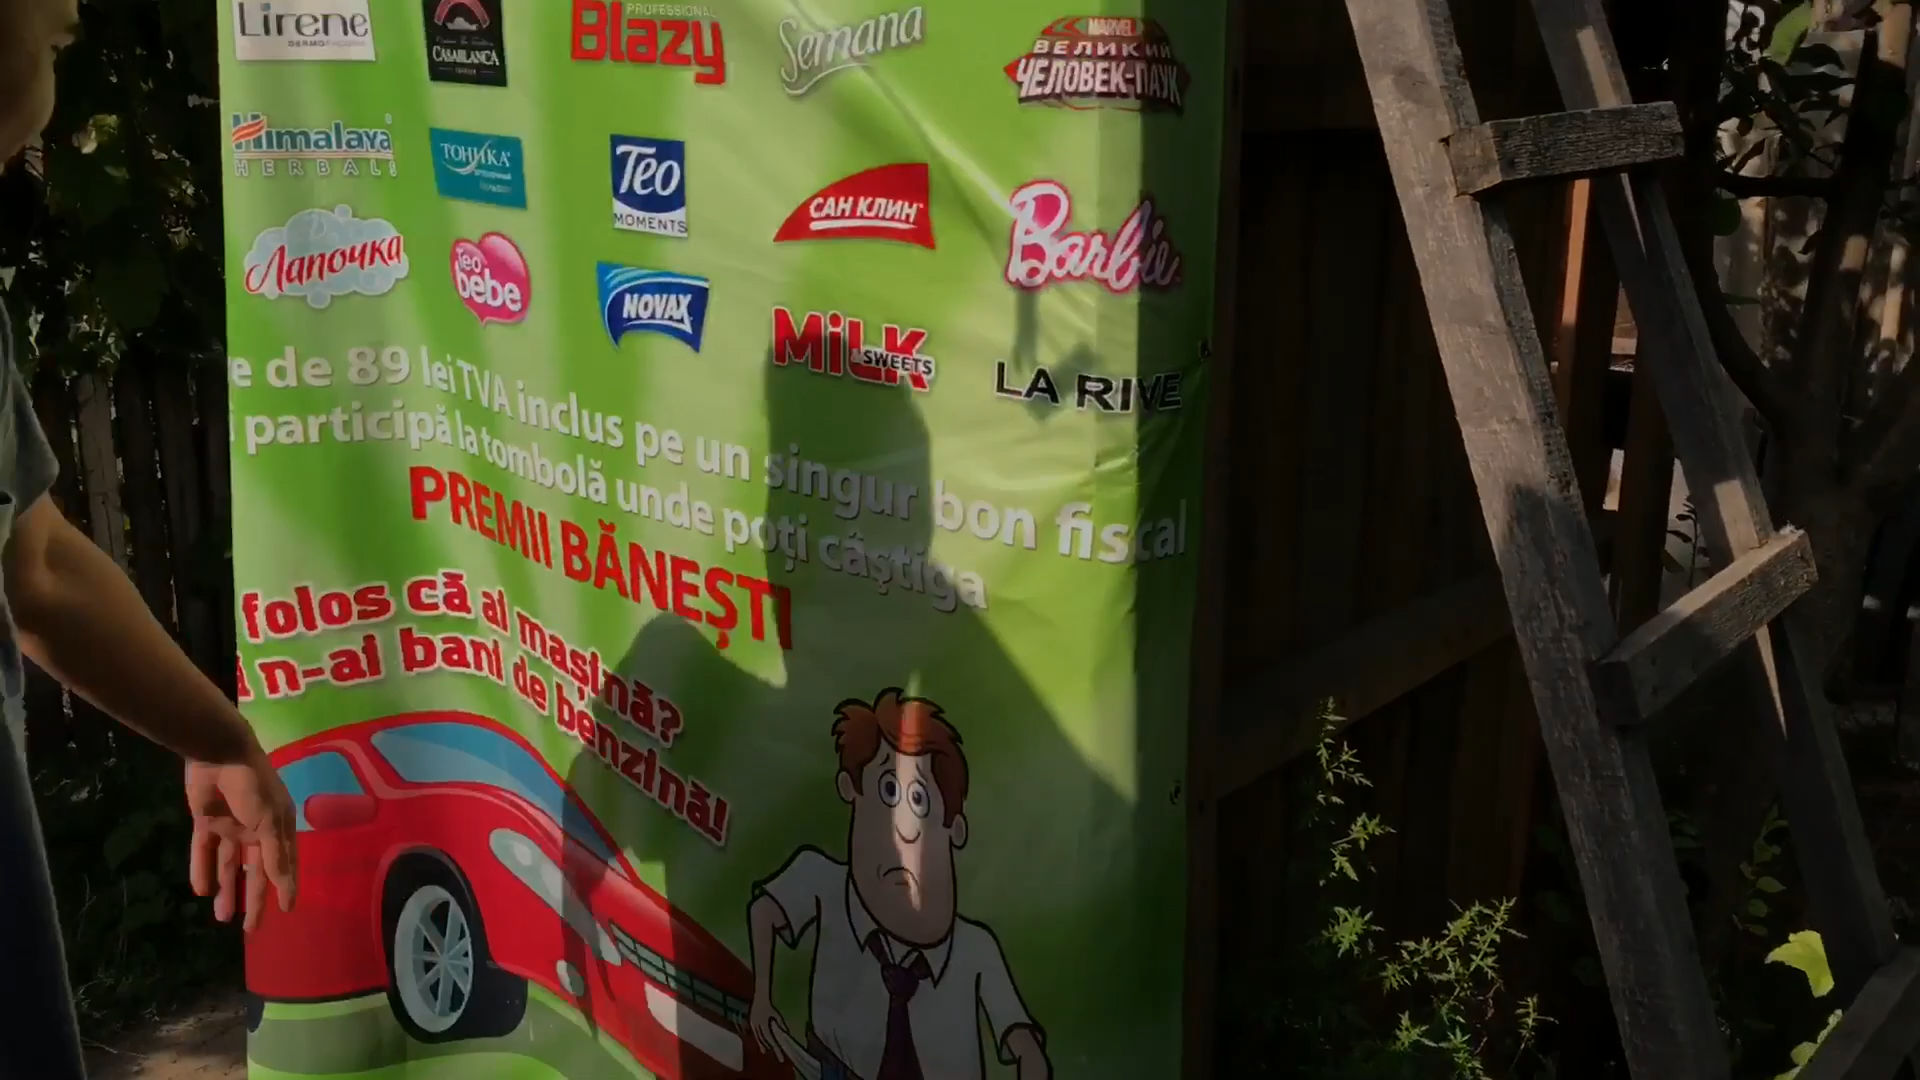 Lirene
CASABLANCA
PROFESSIONAL
Blazy
Semana
MARVEL
ВЕЛИКИЙ
ЧЕЛОВЕК-ПАУК
Himalaya
HERBALS
ТОНИКА
Teo
MOMENTS
САН КЛИН
Barbie
Лапочка
Teo
bebe
NOVAX
MiLK
SWEETS
LA RIVE
e de 89 lei TVA inclus pe un singur bon fiscal
i participă la tombolă unde poți câștiga
PREMII BĂNEȘTI
folos că ai mașină?
n-ai bani de benzină!